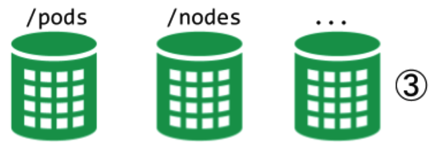 /pods /nodes ...
③